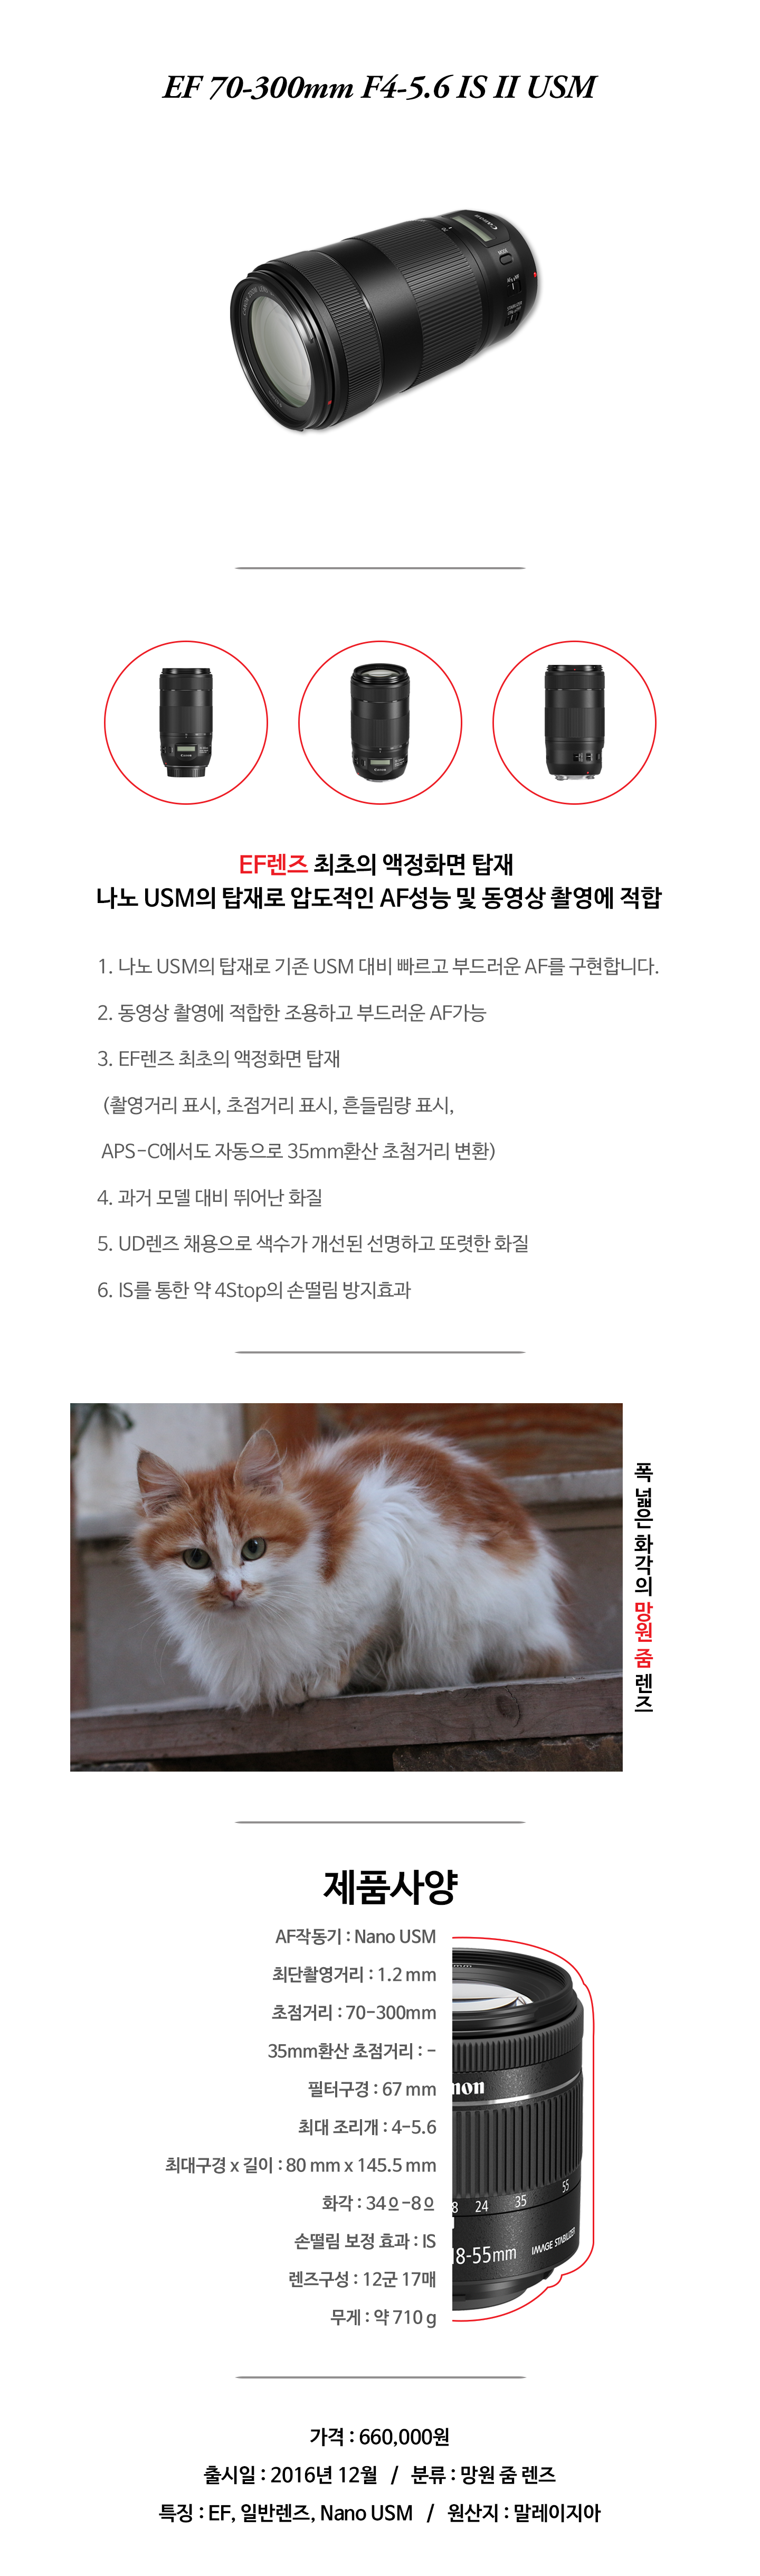 EF 70-300mm F4-5.6 IS II USM
Canon
MODE
EF렌즈 최초의 액정화면 탑재
나노 USM의 탑재로 압도적인 AF성능 및 동영상 촬영에 적합
1. 나노 USM의 탑재로 기존 USM 대비 빠르고 부드러운 AF를 구현합니다.
2. 동영상 촬영에 적합한 조용하고 부드러운 AF가능
3. EF렌즈 최초의 액정화면 탑재
(촬영거리 표시, 초점거리 표시, 흔들림량 표시,
APS-C에서도 자동으로 35mm환산 초첨거리 변환)
4. 과거 모델 대비 뛰어난 화질
5. UD렌즈 채용으로 색수가 개선된 선명하고 또렷한 화질
6. IS를 통한 약 4Stop의 손떨림 방지효과
폭 넓은 화각의 망원 줌 렌즈
제품사양
AF작동기 : Nano USM
최단촬영거리 : 1.2 mm
초점거리 : 70-300mm
35mm환산 초점거리 : -
필터구경 : 67 mm
최대 조리개 : 4-5.6
최대구경 x 길이 : 80 mm x 145.5 mm
화각 : 34º-8º
손떨림 보정 효과 : IS
렌즈구성 : 12군 17매
무게 : 약 710 g
non
8 24 35 55
18-55mm IMAGE STABILIZER
가격 : 660,000원
출시일 : 2016년 12월 / 분류 : 망원 줌 렌즈
특징 : EF, 일반렌즈, Nano USM / 원산지 : 말레이지아